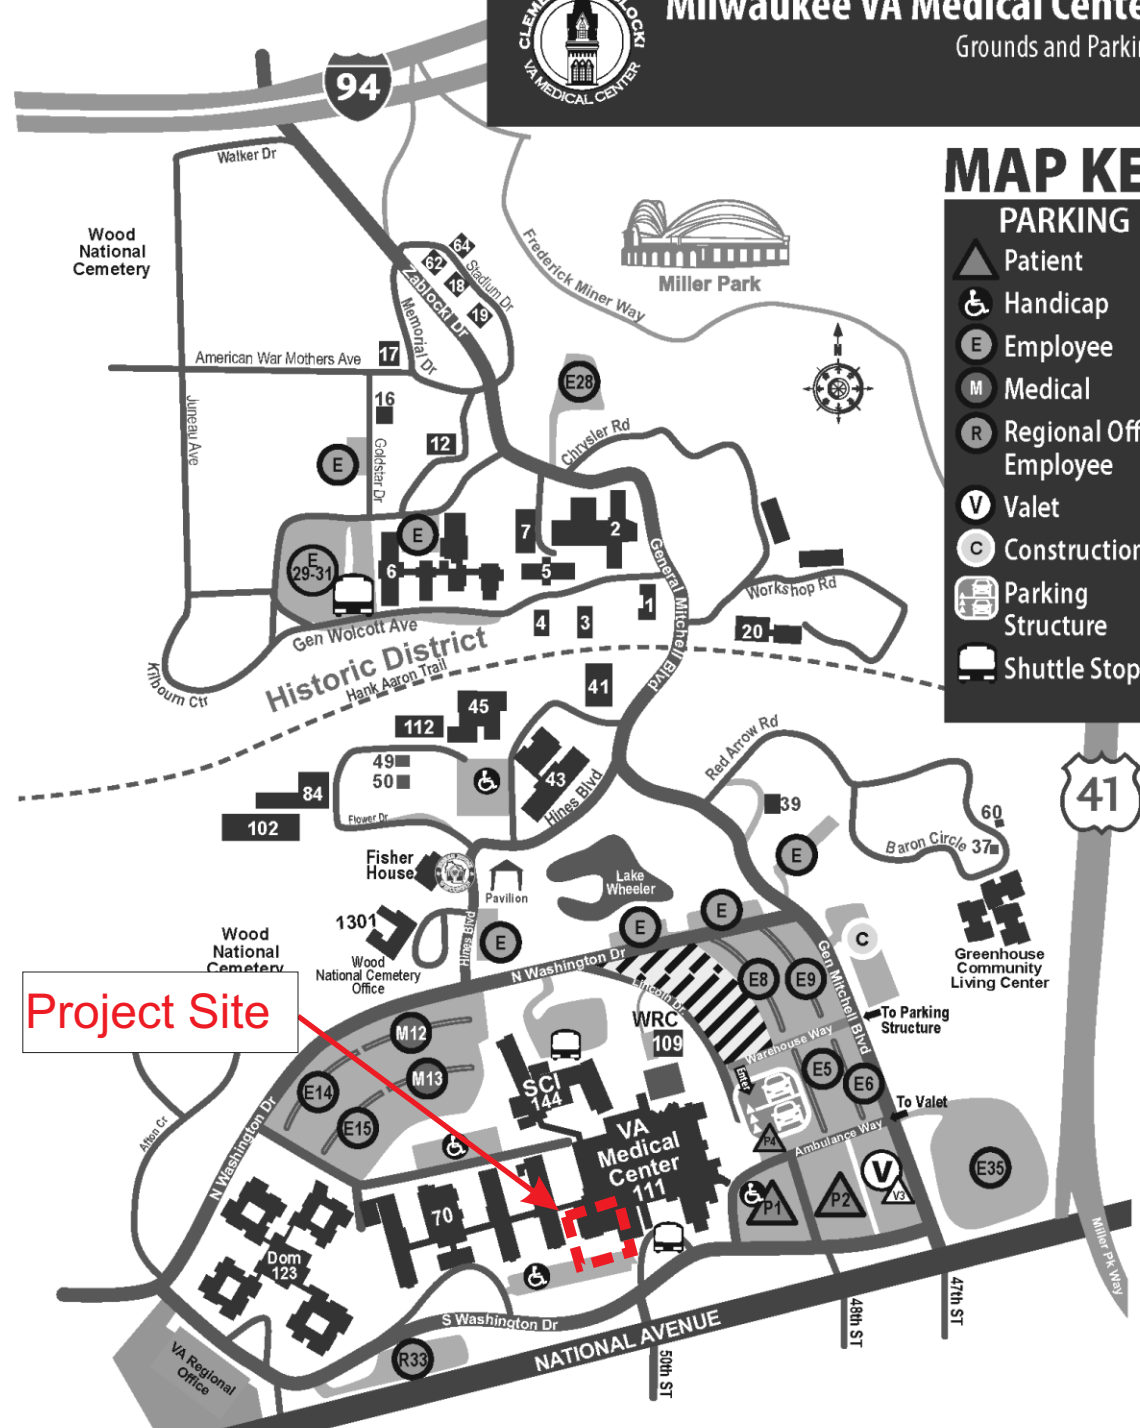 Milwaukee VA Medical Cente
Grounds and Parkin
VA MEDICAL CENTER
94
MAP KE
PARKING
Patient
Handicap
E Employee
M Medical
R Regional Off
Employee
V Valet
C Construction
Parking
Structure
Shuttle Stop
Walker Dr
Wood
National
Cemetery
Miller Park
Frederick Miner Way
64
62
18
19
Stadium Dr
Zablocki Dr
Memorial Dr
N
17
American War Mothers Ave
Juneau Ave
16
Goldstar Dr
12
E
E28
Chrysler Rd
E
E
29-31
6
7
5
2
General Mitchell Blvd
1
4
3
Workshop Rd
20
Gen Wolcott Ave
Historic District
Hank Aaron Trail
Kilbourn Ctr
41
45
112
43
Hines Blvd
49
50
84
102
Flower Dr
Red Arrow Rd
39
60
Baron Circle 37
41
Fisher
House
Pavilion
Lake
Wheeler
E
E
E
E
1301
Wood
National Cemetery
Office
Hines Blvd
Wood
National
Cemetery
N Washington Dr
C
Greenhouse
Community
Living Center
Gen Mitchell Blvd
E8
E9
Lincoln Dr
Project Site
WRC
109
To Parking
Structure
Warehouse Way
M12
M13
E14
E15
SCI
144
Enter
E5
E6
To Valet
P4
Ambulance Way
VA
Medical
Center
111
Afton Cr
N Washington Dr
70
P1
P2
V
V3
E35
Dom
123
S Washington Dr
NATIONAL AVENUE
R33
VA Regional
Office
50th ST
48th ST
47th ST
Miller Pk Way